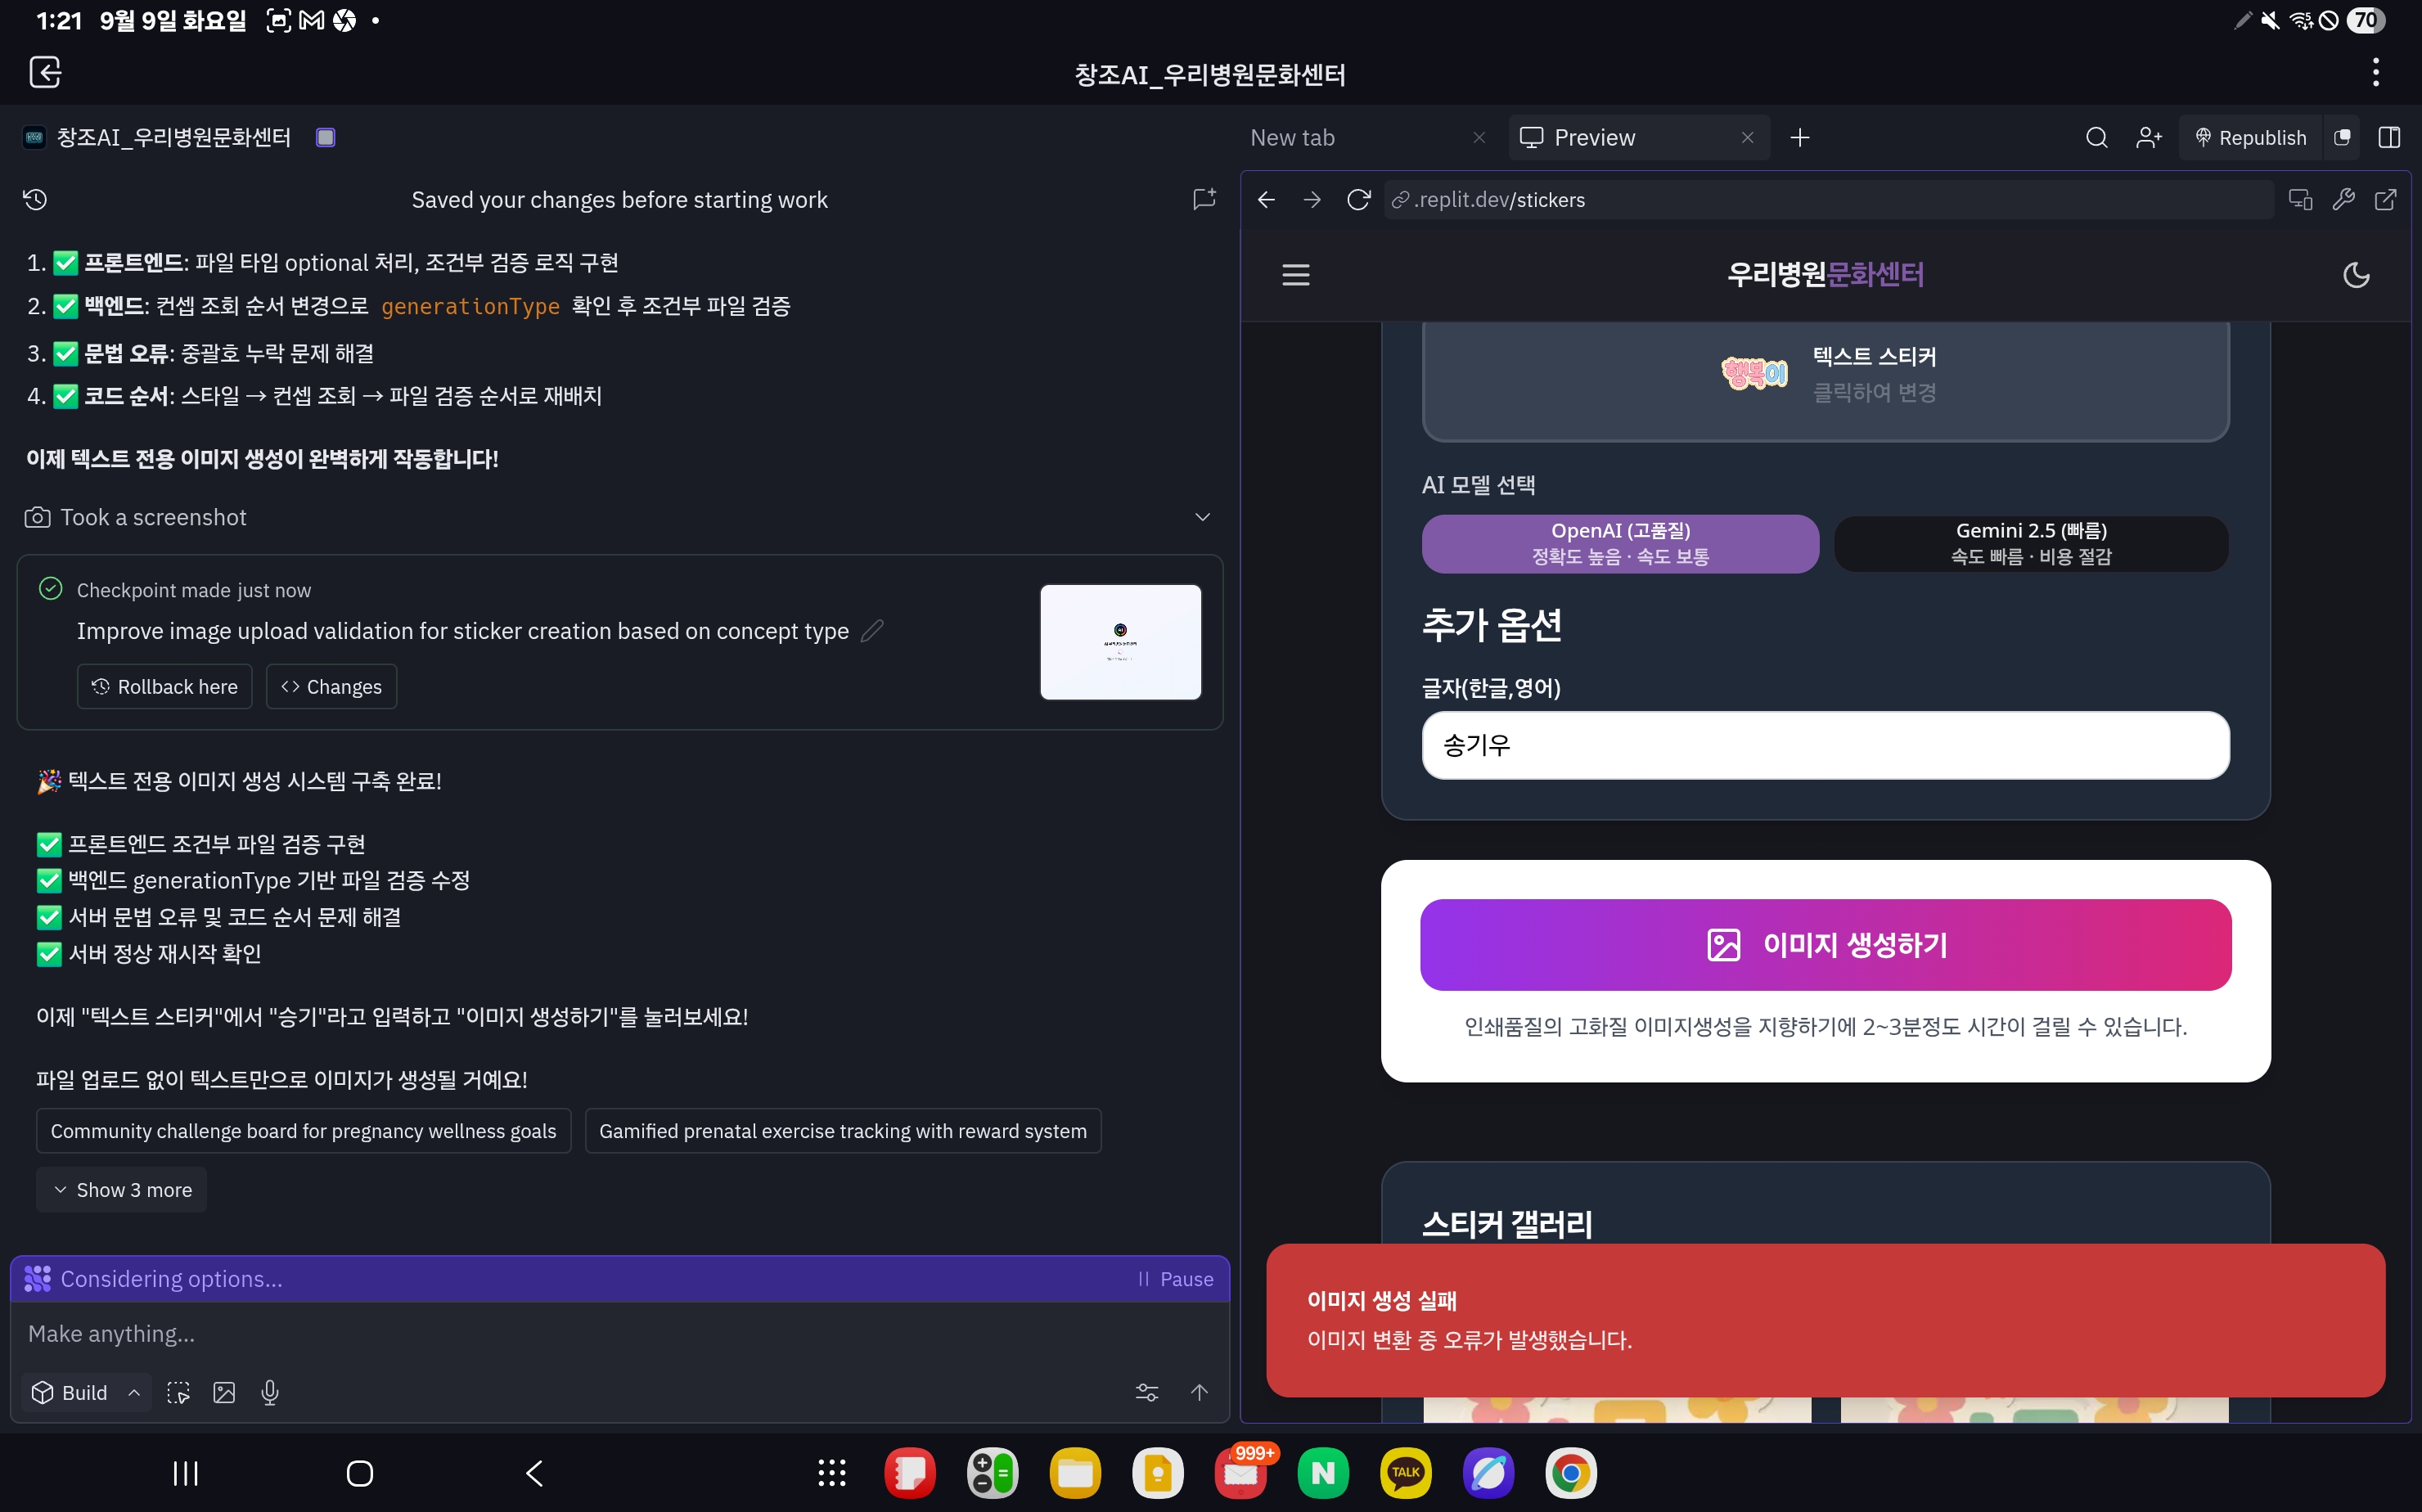 1:21 9월 9일 화요일
70
창조AI_우리병원문화센터
창조AI_우리병원문화센터
New tab
Preview
Republish
Saved your changes before starting work
.replit.dev/stickers
1. ✅ 프론트엔드: 파일 타입 optional 처리, 조건부 검증 로직 구현
2. ✅ 백엔드: 컨셉 조회 순서 변경으로 generationType 확인 후 조건부 파일 검증
3. ✅ 문법 오류: 중괄호 누락 문제 해결
4. ✅ 코드 순서: 스타일 → 컨셉 조회 → 파일 검증 순서로 재배치
이제 텍스트 전용 이미지 생성이 완벽하게 작동합니다!
Took a screenshot
Checkpoint made just now
Improve image upload validation for sticker creation based on concept type
Rollback here
Changes
🎉 텍스트 전용 이미지 생성 시스템 구축 완료!
✅ 프론트엔드 조건부 파일 검증 구현
✅ 백엔드 generationType 기반 파일 검증 수정
✅ 서버 문법 오류 및 코드 순서 문제 해결
✅ 서버 정상 재시작 확인
이제 "텍스트 스티커"에서 "승기"라고 입력하고 "이미지 생성하기"를 눌러보세요!
파일 업로드 없이 텍스트만으로 이미지가 생성될 거예요!
Community challenge board for pregnancy wellness goals
Gamified prenatal exercise tracking with reward system
Show 3 more
Considering options...
Pause
Make anything...
Build
우리병원문화센터
행복이
텍스트 스티커
클릭하여 변경
AI 모델 선택
OpenAI (고품질)
정확도 높음 · 속도 보통
Gemini 2.5 (빠름)
속도 빠름 · 비용 절감
추가 옵션
글자(한글,영어)
송기우
이미지 생성하기
인쇄품질의 고화질 이미지생성을 지향하기에 2~3분정도 시간이 걸릴 수 있습니다.
스티커 갤러리
이미지 생성 실패
이미지 변환 중 오류가 발생했습니다.
999+
N
TALK